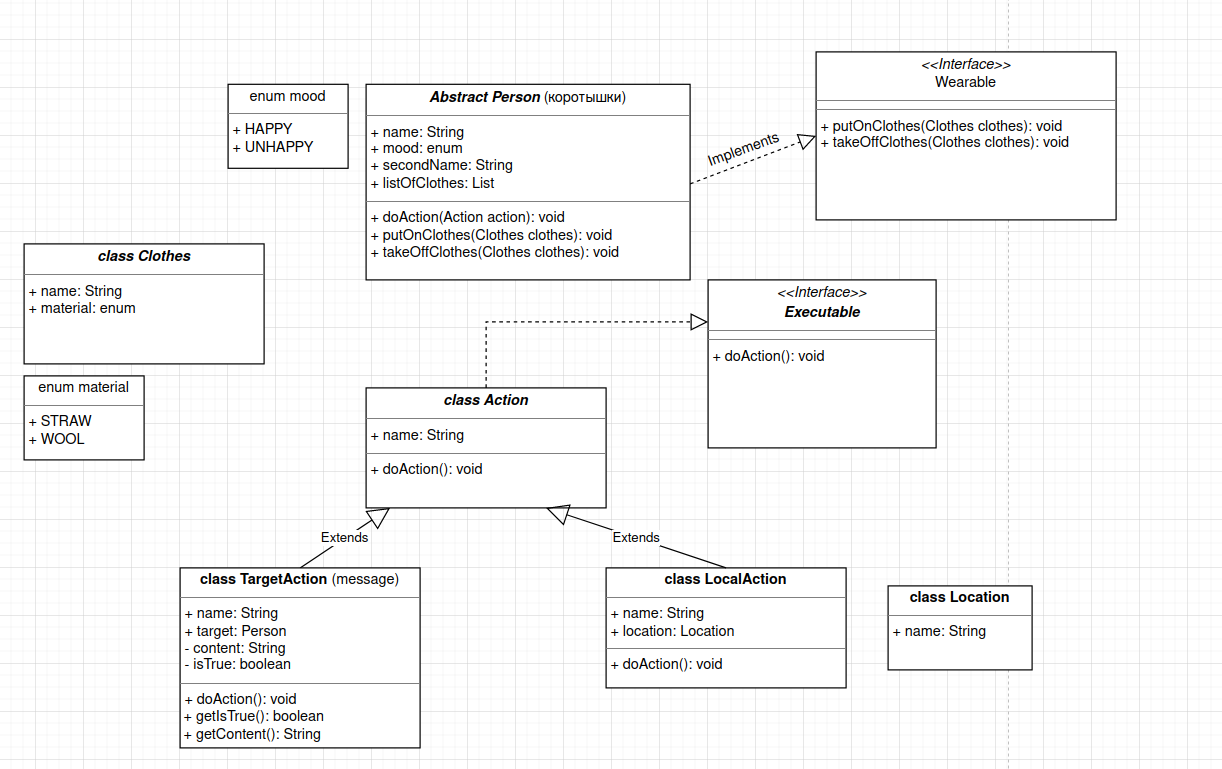 enum mood
+ HAPPY
+ UNHAPPY
Abstract Person (коротышки)
+ name: String
+ mood: enum
+ secondName: String
+ listOfClothes: List
+ doAction(Action action): void
+ putOnClothes(Clothes clothes): void
+ takeOffClothes(Clothes clothes): void
Implements
<<Interface>>
Wearable
+ putOnClothes(Clothes clothes): void
+ takeOffClothes(Clothes clothes): void
class Clothes
+ name: String
+ material: enum
enum material
+ STRAW
+ WOOL
<<Interface>>
Executable
+ doAction(): void
class Action
+ name: String
+ doAction(): void
Extends
Extends
class TargetAction (message)
+ name: String
+ target: Person
- content: String
- isTrue: boolean
+ doAction(): void
+ getIsTrue(): boolean
+ getContent(): String
class LocalAction
+ name: String
+ location: Location
+ doAction(): void
class Location
+ name: String